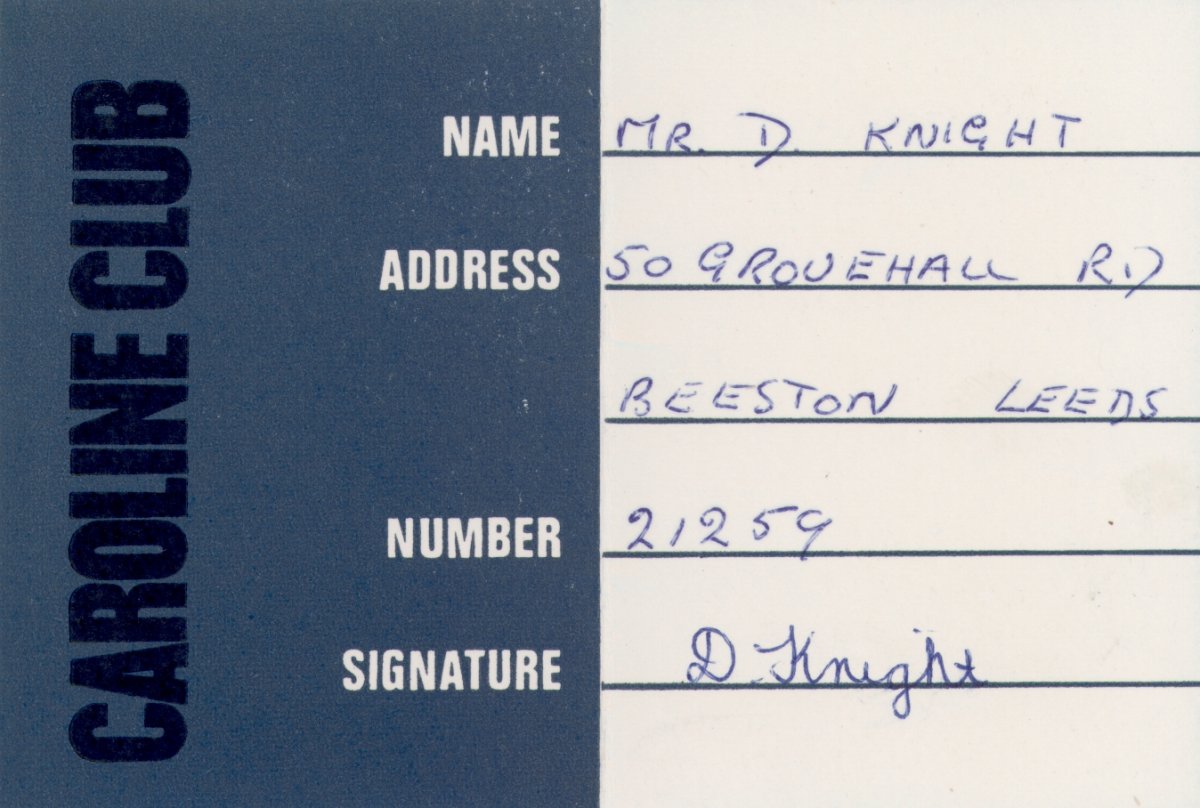 CAROLINE CLUB
NAME MR. D. KNIGHT
ADDRESS 50 GROVEHALL RD
BEESTON LEEDS
NUMBER 21259
SIGNATURE D. Knight